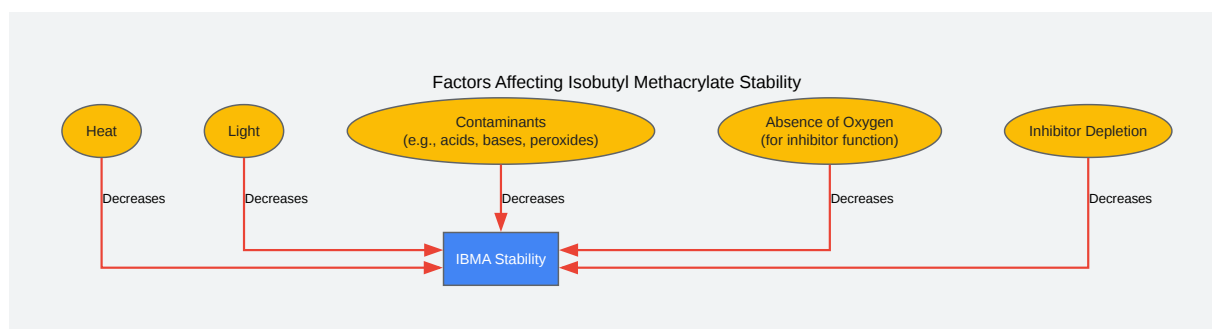 Factors Affecting Isobutyl Methacrylate Stability
Heat
Light
Contaminants
(e.g., acids, bases, peroxides)
Absence of Oxygen
(for inhibitor function)
Inhibitor Depletion
Decreases
Decreases
Decreases
Decreases
Decreases
IBMA Stability